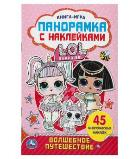 КНИГА-ИГРА
ПАНОРАМКА
С НАКЛЕЙКАМИ
L.O.L.
SURPRISE!
45
ВОЛШЕБНОЕ
ПУТЕШЕСТВИЕ